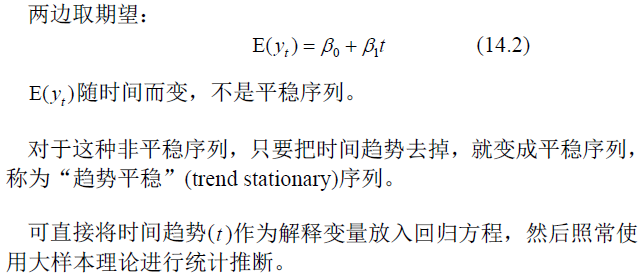 两边取期望：
E(yₜ) = β₀ + β₁t (14.2)
E(yₜ)随时间而变，不是平稳序列。
对于这种非平稳序列，只要把时间趋势去掉，就变成平稳序列，
称为“趋势平稳”(trend stationary)序列。
可直接将时间趋势(t)作为解释变量放入回归方程，然后照常使
用大样本理论进行统计推断。